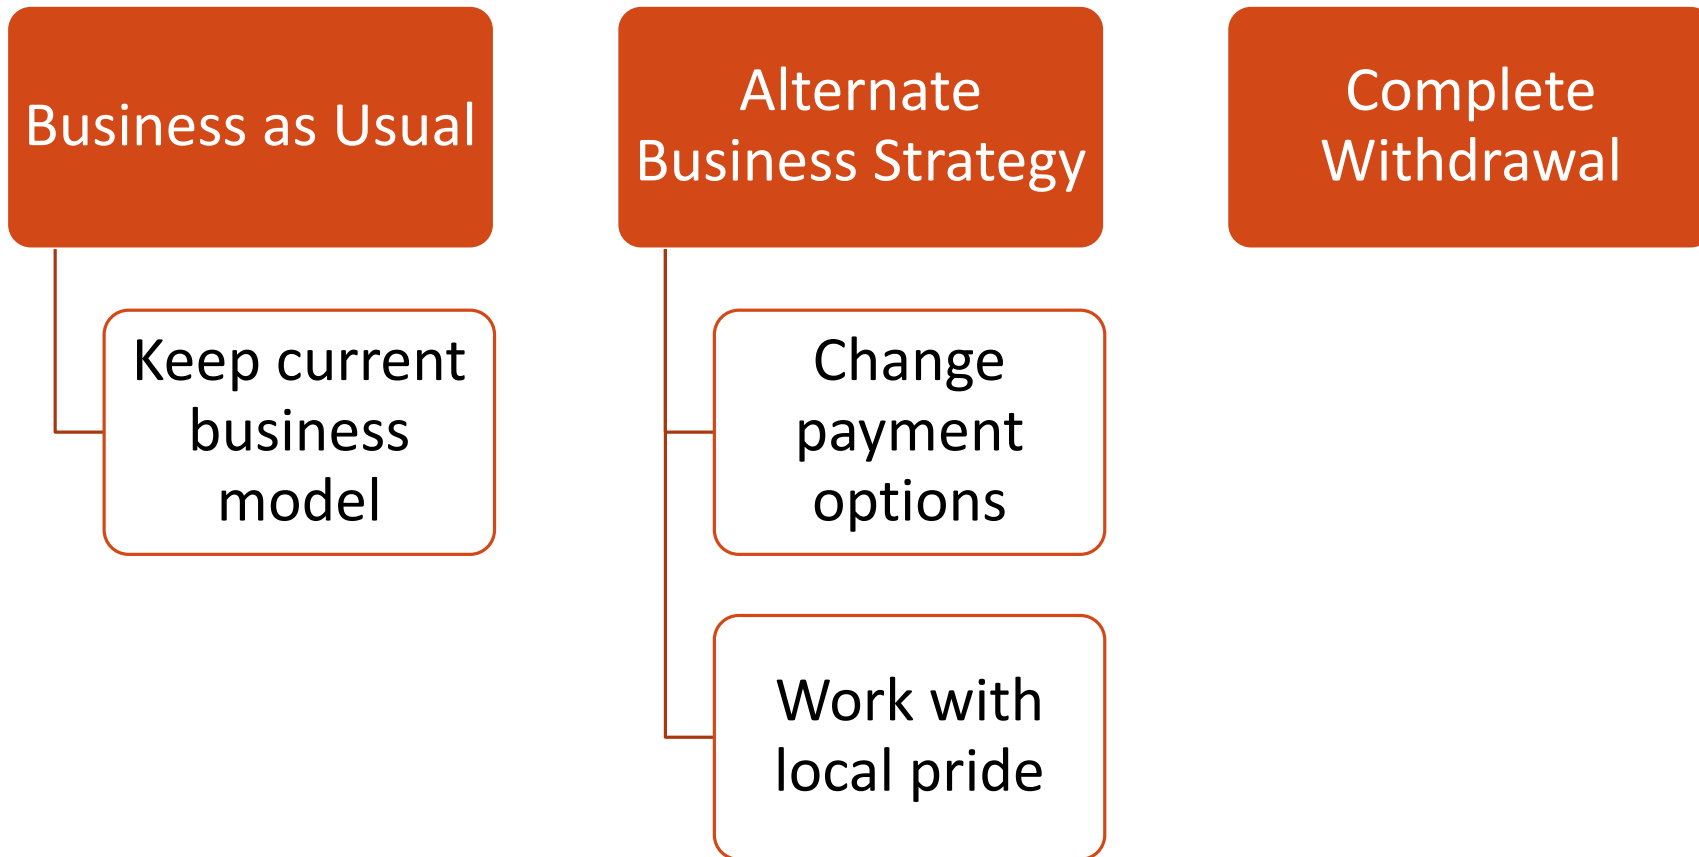 Business as Usual
Keep current
business
model
Alternate
Business Strategy
Change
payment
options
Work with
local pride
Complete
Withdrawal